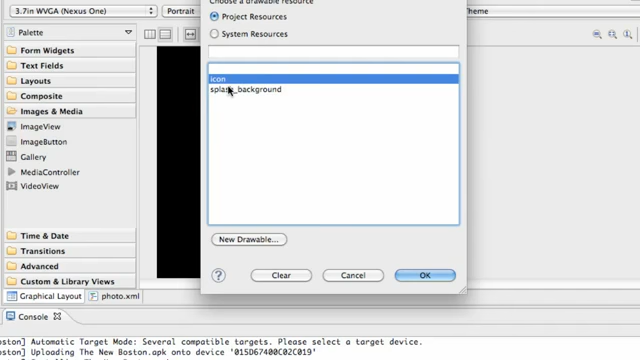 Choose a drawable resource
3.7in WVGA (Nexus One)
Portrait
Theme
Project Resources
System Resources
Palette
Form Widgets
Text Fields
Layouts
Composite
Images & Media
ImageView
ImageButton
Gallery
MediaController
VideoView
Time & Date
Transitions
Advanced
Custom & Library Views
icon
splash_background
New Drawable...
? Clear Cancel OK
Graphical Layout photo.xml
Console
oston] Automatic Target Mode: Several compatible targets. Please select a target device.
oston] Uploading The New Boston.apk onto device '015D67400C02C019'